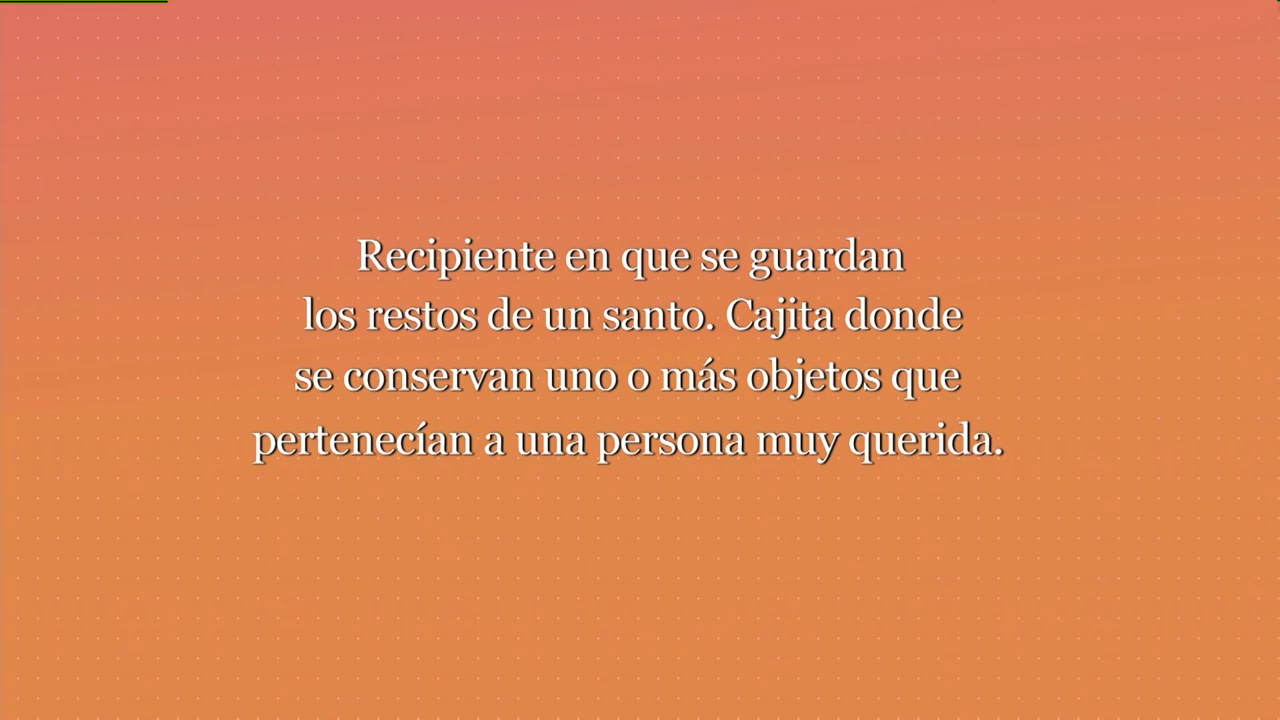 Recipiente en que se guardan
los restos de un santo. Cajita donde
se conservan uno o más objetos que
pertenecían a una persona muy querida.